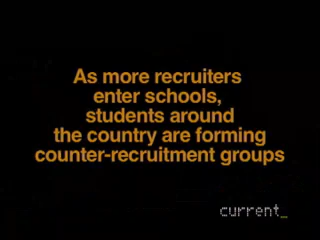 As more recruiters
enter schools,
students around
the country are forming
counter-recruitment groups
current_